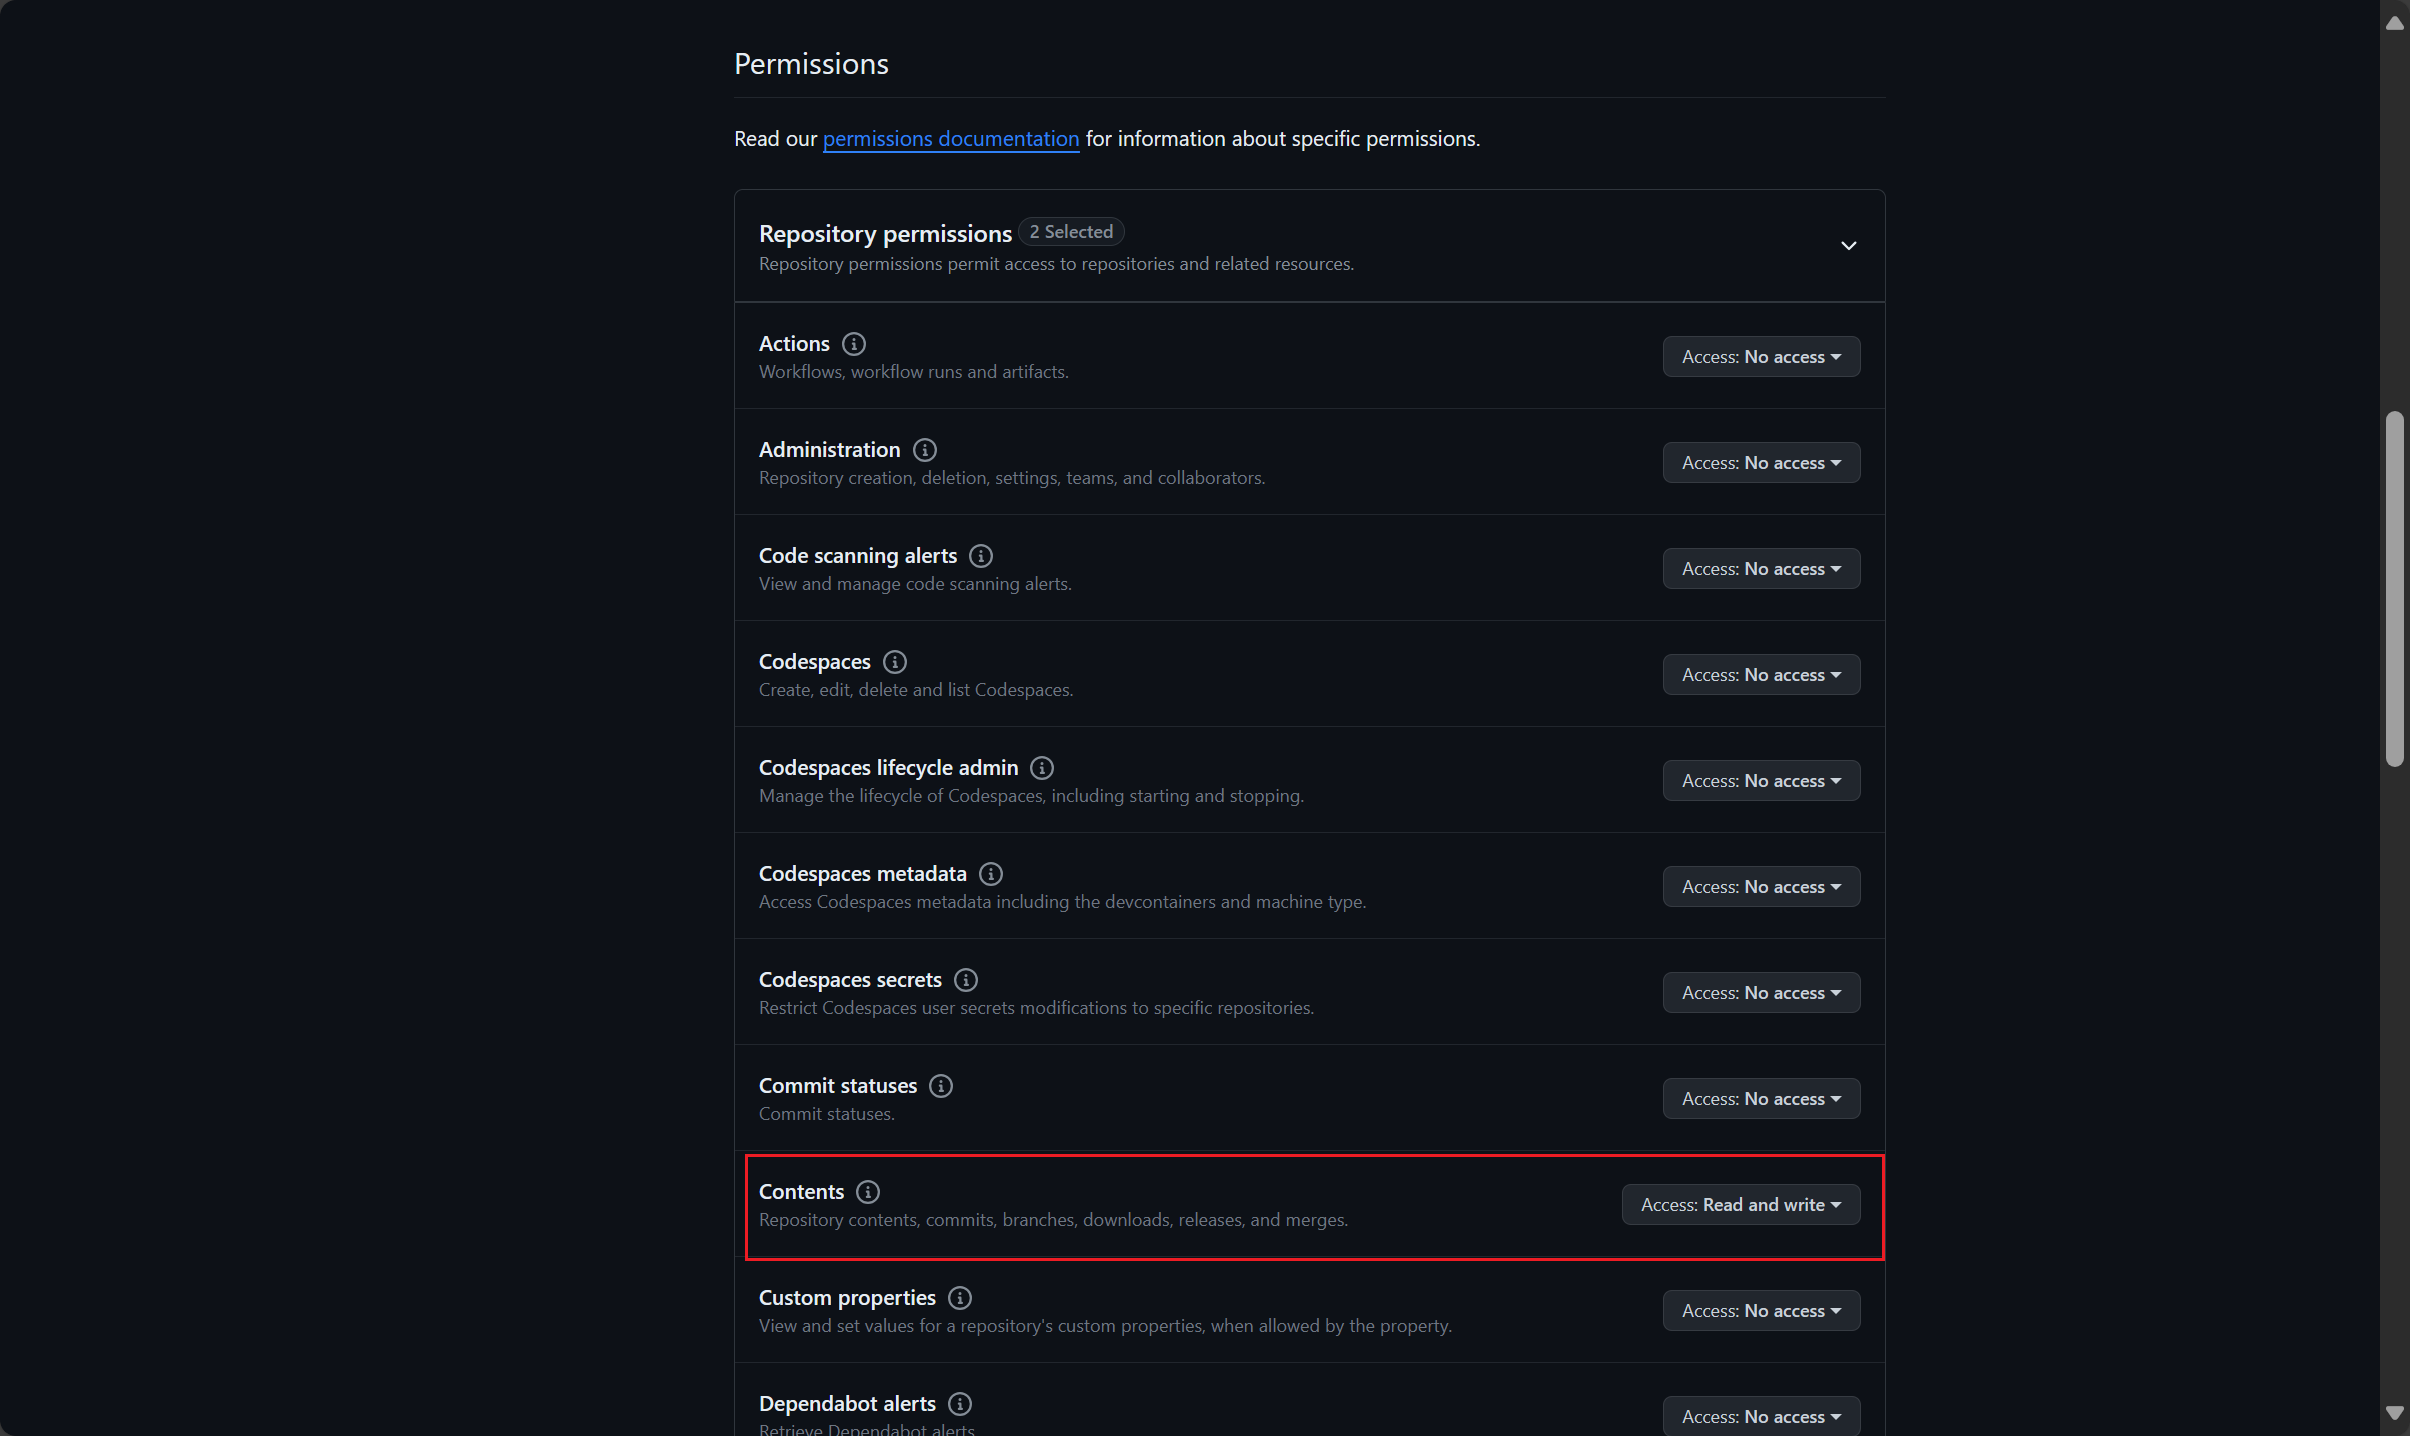 Permissions
Read our permissions documentation for information about specific permissions.
Repository permissions 2 Selected
Repository permissions permit access to repositories and related resources.
Actions
Workflows, workflow runs and artifacts.
Access: No access
Administration
Repository creation, deletion, settings, teams, and collaborators.
Access: No access
Code scanning alerts
View and manage code scanning alerts.
Access: No access
Codespaces
Create, edit, delete and list Codespaces.
Access: No access
Codespaces lifecycle admin
Manage the lifecycle of Codespaces, including starting and stopping.
Access: No access
Codespaces metadata
Access Codespaces metadata including the devcontainers and machine type.
Access: No access
Codespaces secrets
Restrict Codespaces user secrets modifications to specific repositories.
Access: No access
Commit statuses
Commit statuses.
Access: No access
Contents
Repository contents, commits, branches, downloads, releases, and merges.
Access: Read and write
Custom properties
View and set values for a repository's custom properties, when allowed by the property.
Access: No access
Dependabot alerts
Retrieve Dependabot alerts
Access: No access